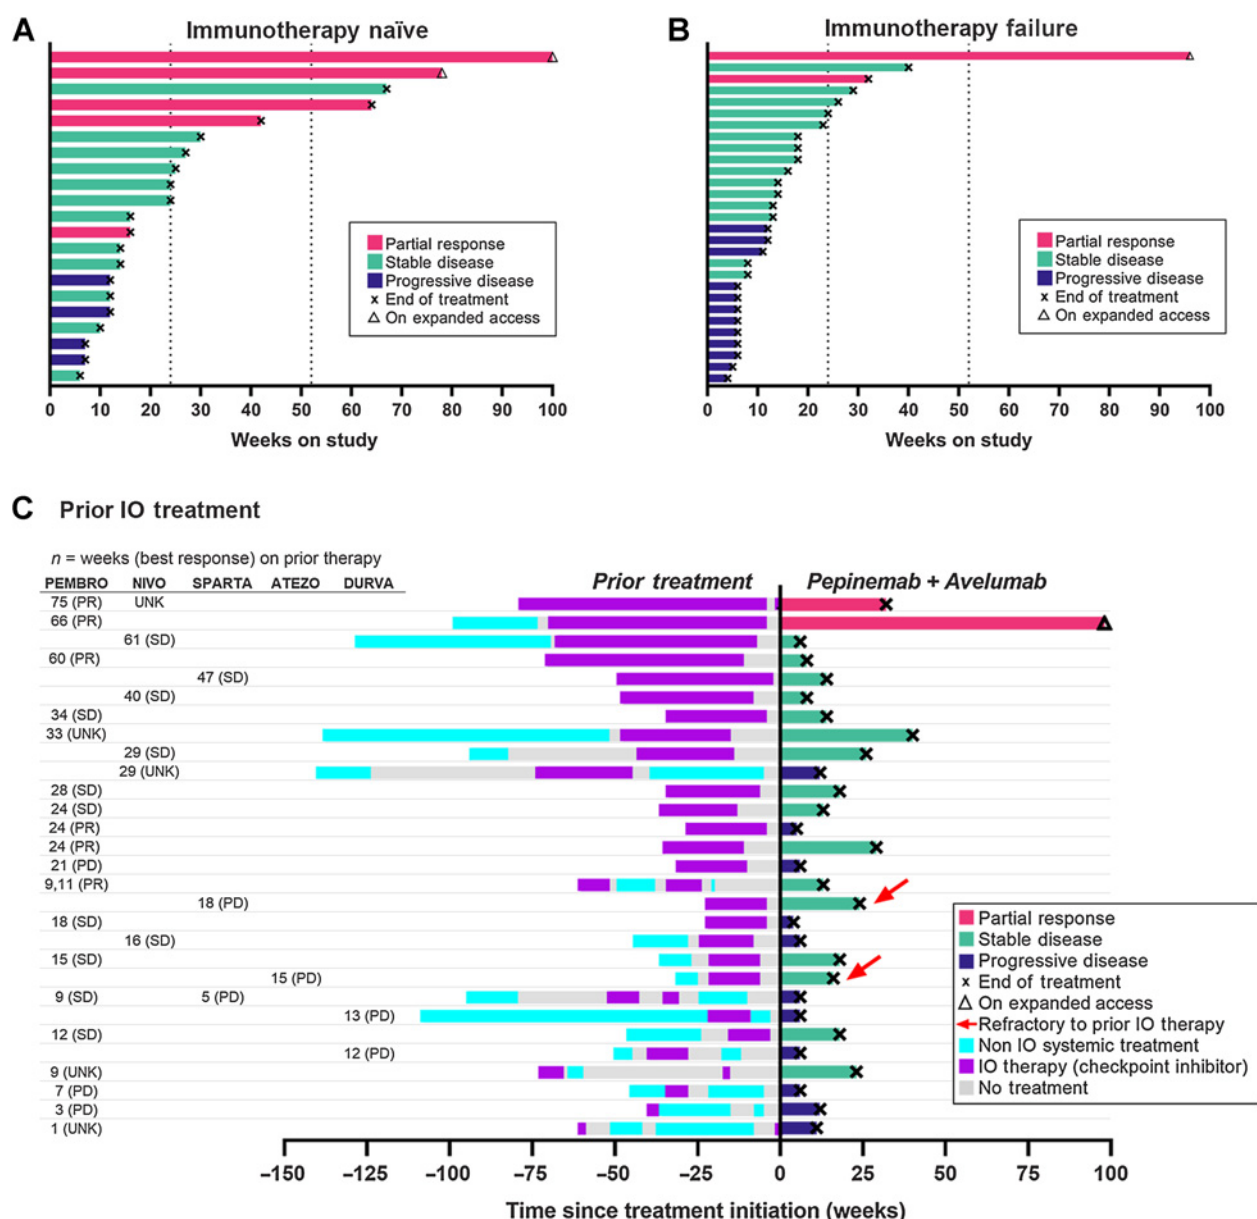 A
Immunotherapy naïve
Partial response
Stable disease
Progressive disease
End of treatment
On expanded access
0 10 20 30 40 50 60 70 80 90 100
Weeks on study
B
Immunotherapy failure
Partial response
Stable disease
Progressive disease
End of treatment
On expanded access
0 10 20 30 40 50 60 70 80 90 100
Weeks on study
C Prior IO treatment
n = weeks (best response) on prior therapy
PEMBRO NIVO SPARTA ATEZO DURVA
Prior treatment
Pepinemab + Avelumab
75 (PR) UNK
66 (PR)
61 (SD)
60 (PR)
47 (SD)
40 (SD)
34 (SD)
33 (UNK)
29 (SD)
29 (UNK)
28 (SD)
24 (SD)
24 (PR)
24 (PR)
21 (PD)
9,11 (PR)
18 (PD)
18 (SD)
16 (SD)
15 (SD)
15 (PD)
9 (SD) 5 (PD)
13 (PD)
12 (SD)
12 (PD)
9 (UNK)
7 (PD)
3 (PD)
1 (UNK)
Partial response
Stable disease
Progressive disease
End of treatment
On expanded access
Refractory to prior IO therapy
Non IO systemic treatment
IO therapy (checkpoint inhibitor)
No treatment
−150 −125 −100 −75 −50 −25 0 25 50 75 100
Time since treatment initiation (weeks)